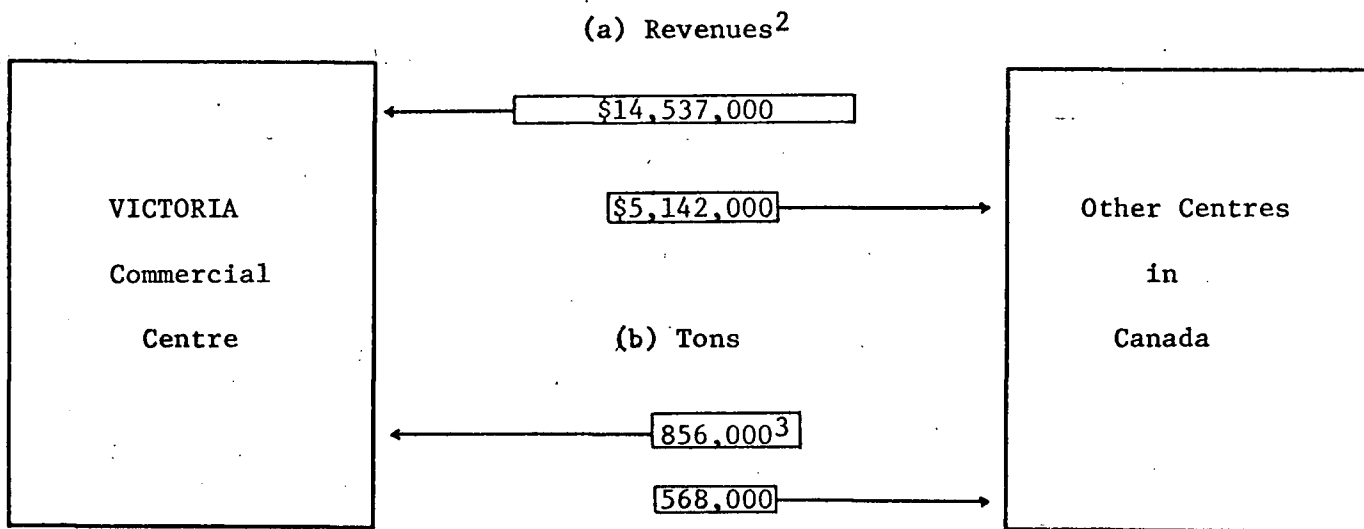 (a) Revenues2
$14,537,000
$5,142,000
VICTORIA
Commercial
Centre
Other Centres
in
Canada
(b) Tons
856,0003
568,000